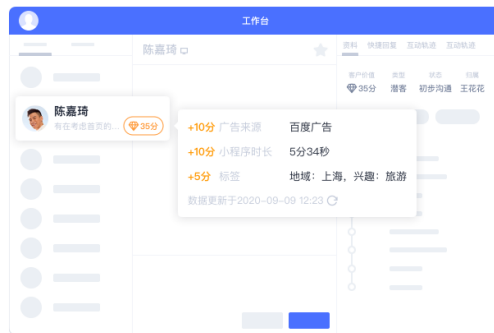 工作台
陈嘉琦
资料 快捷回复 互动轨迹 互动轨迹
客户价值 类型 状态 归属
35分 潜客 初步沟通 王花花
陈嘉琦
有在考虑首页的... 35分
+10分 广告来源 百度广告
+10分 小程序时长 5分34秒
+5分 标签 地域：上海，兴趣：旅游
数据更新于2020-09-09 12:23